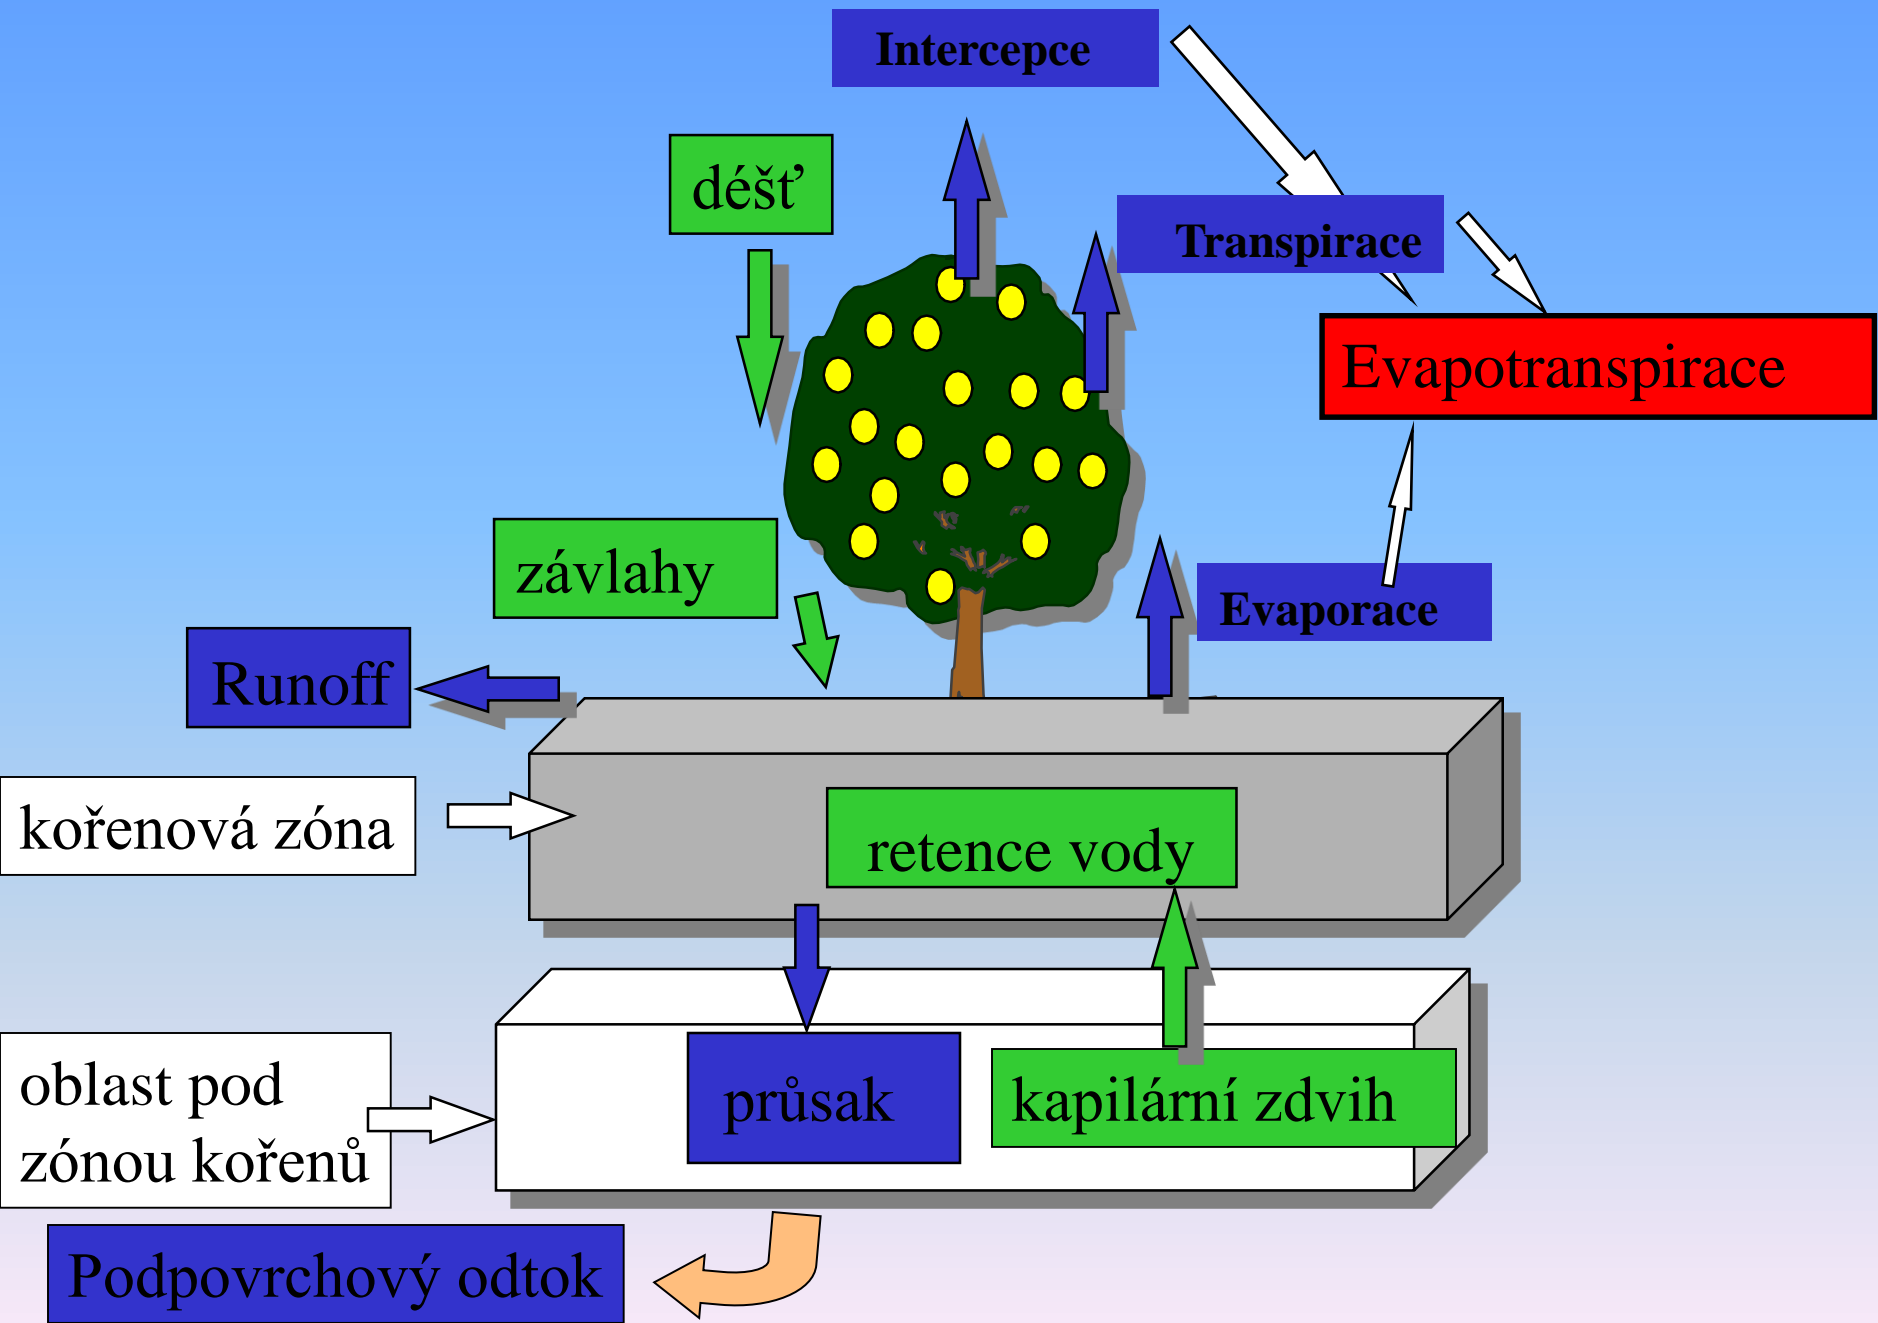 Intercepce
déšť
Transpirace
Evapotranspirace
závlahy
Evaporace
Runoff
kořenová zóna
retence vody
oblast pod
zónou kořenů
průsak
kapilární zdvih
Podpovrchový odtok